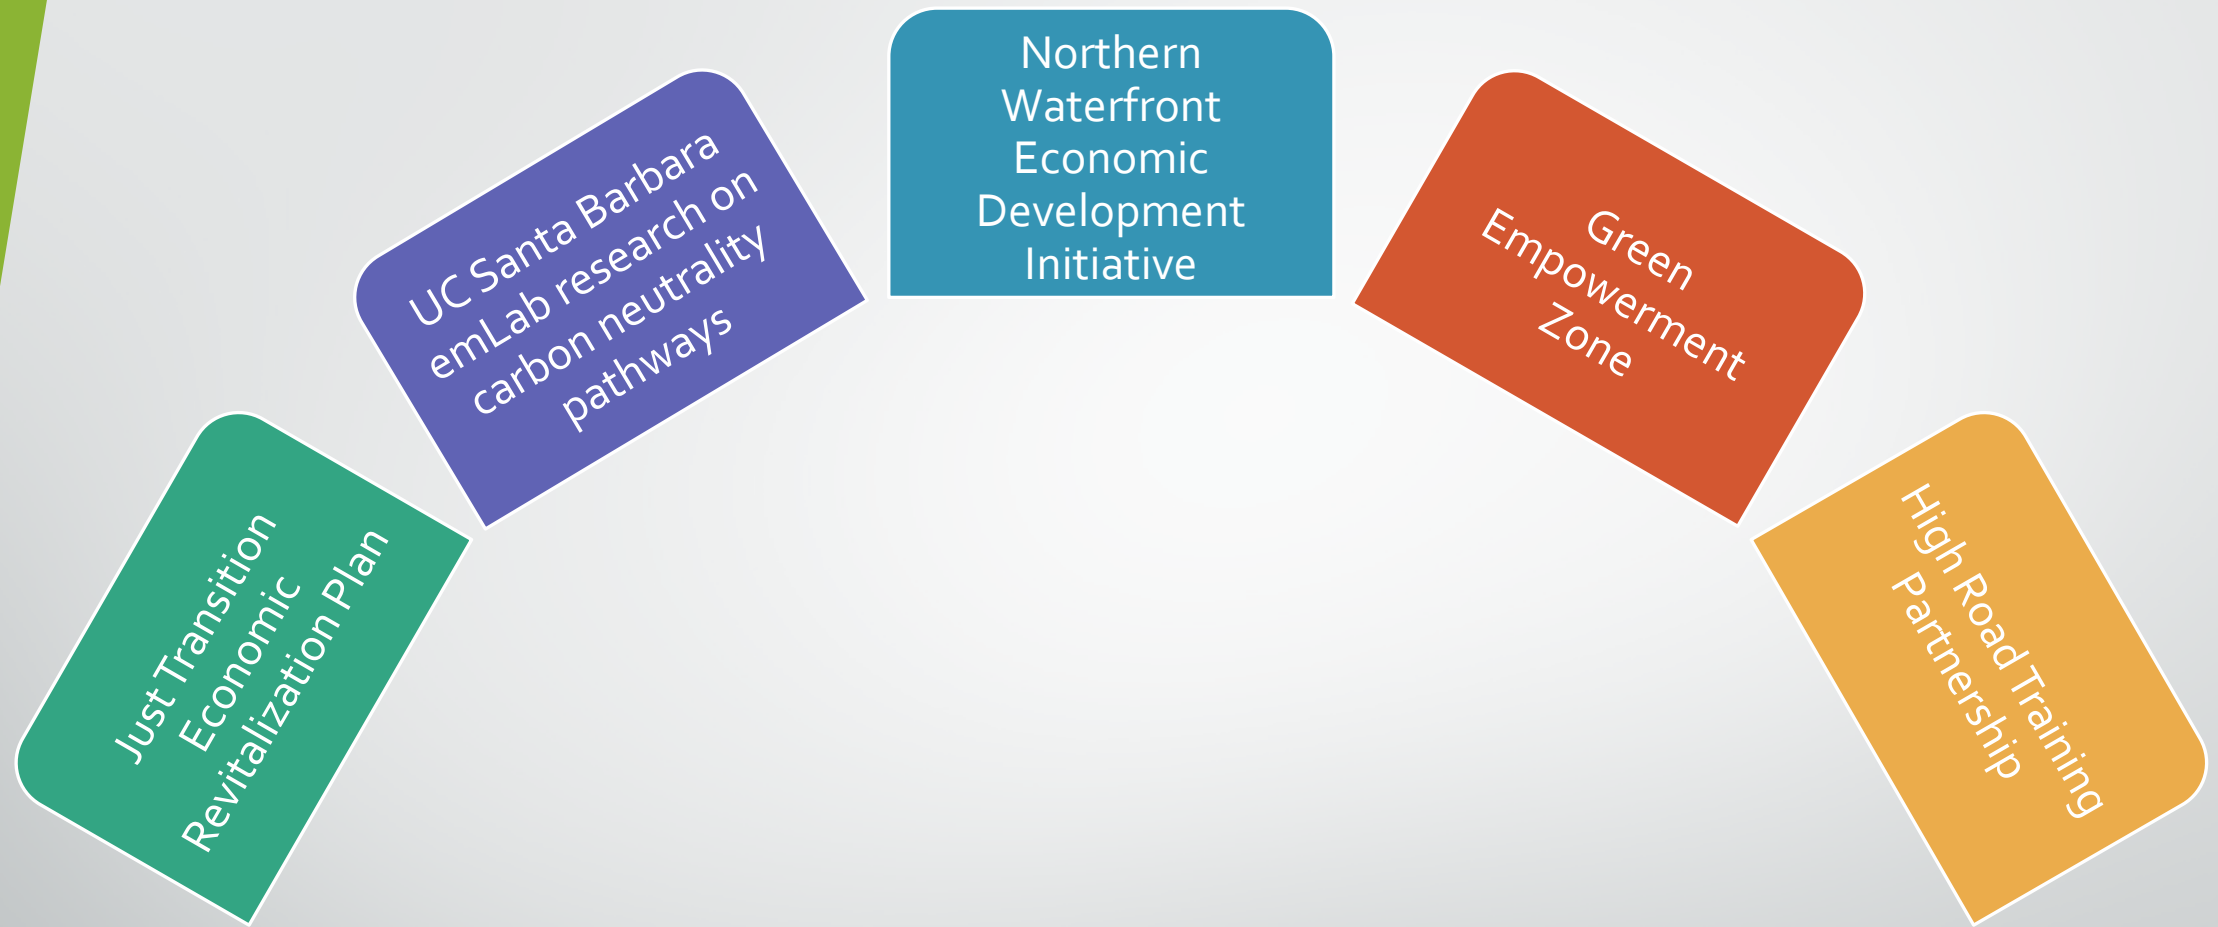 Just Transition
Economic
Revitalization Plan
UC Santa Barbara
emLab research on
carbon neutrality
pathways
Northern
Waterfront
Economic
Development
Initiative
Green
Empowerment
Zone
High Road Training
Partnership